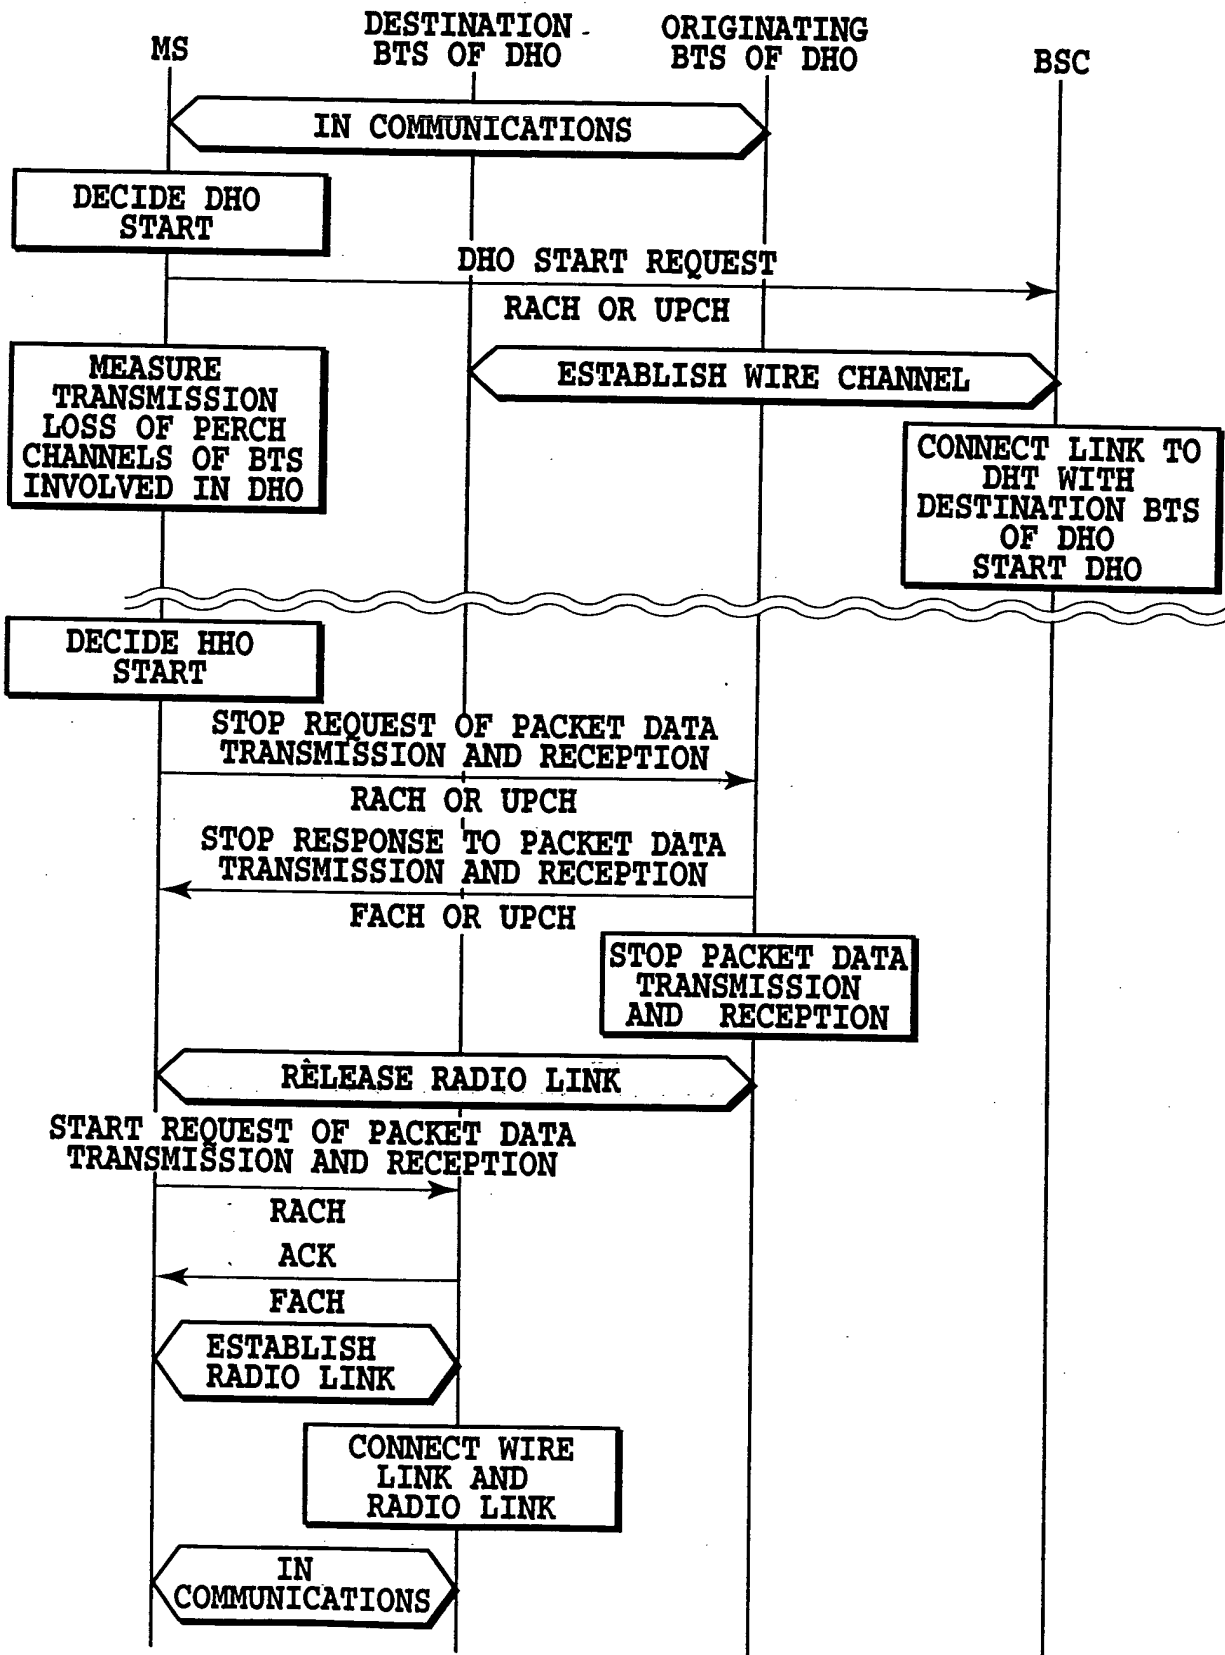 MS
DESTINATION
BTS OF DHO
ORIGINATING
BTS OF DHO
BSC
IN COMMUNICATIONS
DECIDE DHO
START
DHO START REQUEST
RACH OR UPCH
MEASURE
TRANSMISSION
LOSS OF PERCH
CHANNELS OF BTS
INVOLVED IN DHO
ESTABLISH WIRE CHANNEL
CONNECT LINK TO
DHT WITH
DESTINATION BTS
OF DHO
START DHO
DECIDE HHO
START
STOP REQUEST OF PACKET DATA
TRANSMISSION AND RECEPTION
RACH OR UPCH
STOP RESPONSE TO PACKET DATA
TRANSMISSION AND RECEPTION
FACH OR UPCH
STOP PACKET DATA
TRANSMISSION
AND RECEPTION
RELEASE RADIO LINK
START REQUEST OF PACKET DATA
TRANSMISSION AND RECEPTION
RACH
ACK
FACH
ESTABLISH
RADIO LINK
CONNECT WIRE
LINK AND
RADIO LINK
IN
COMMUNICATIONS